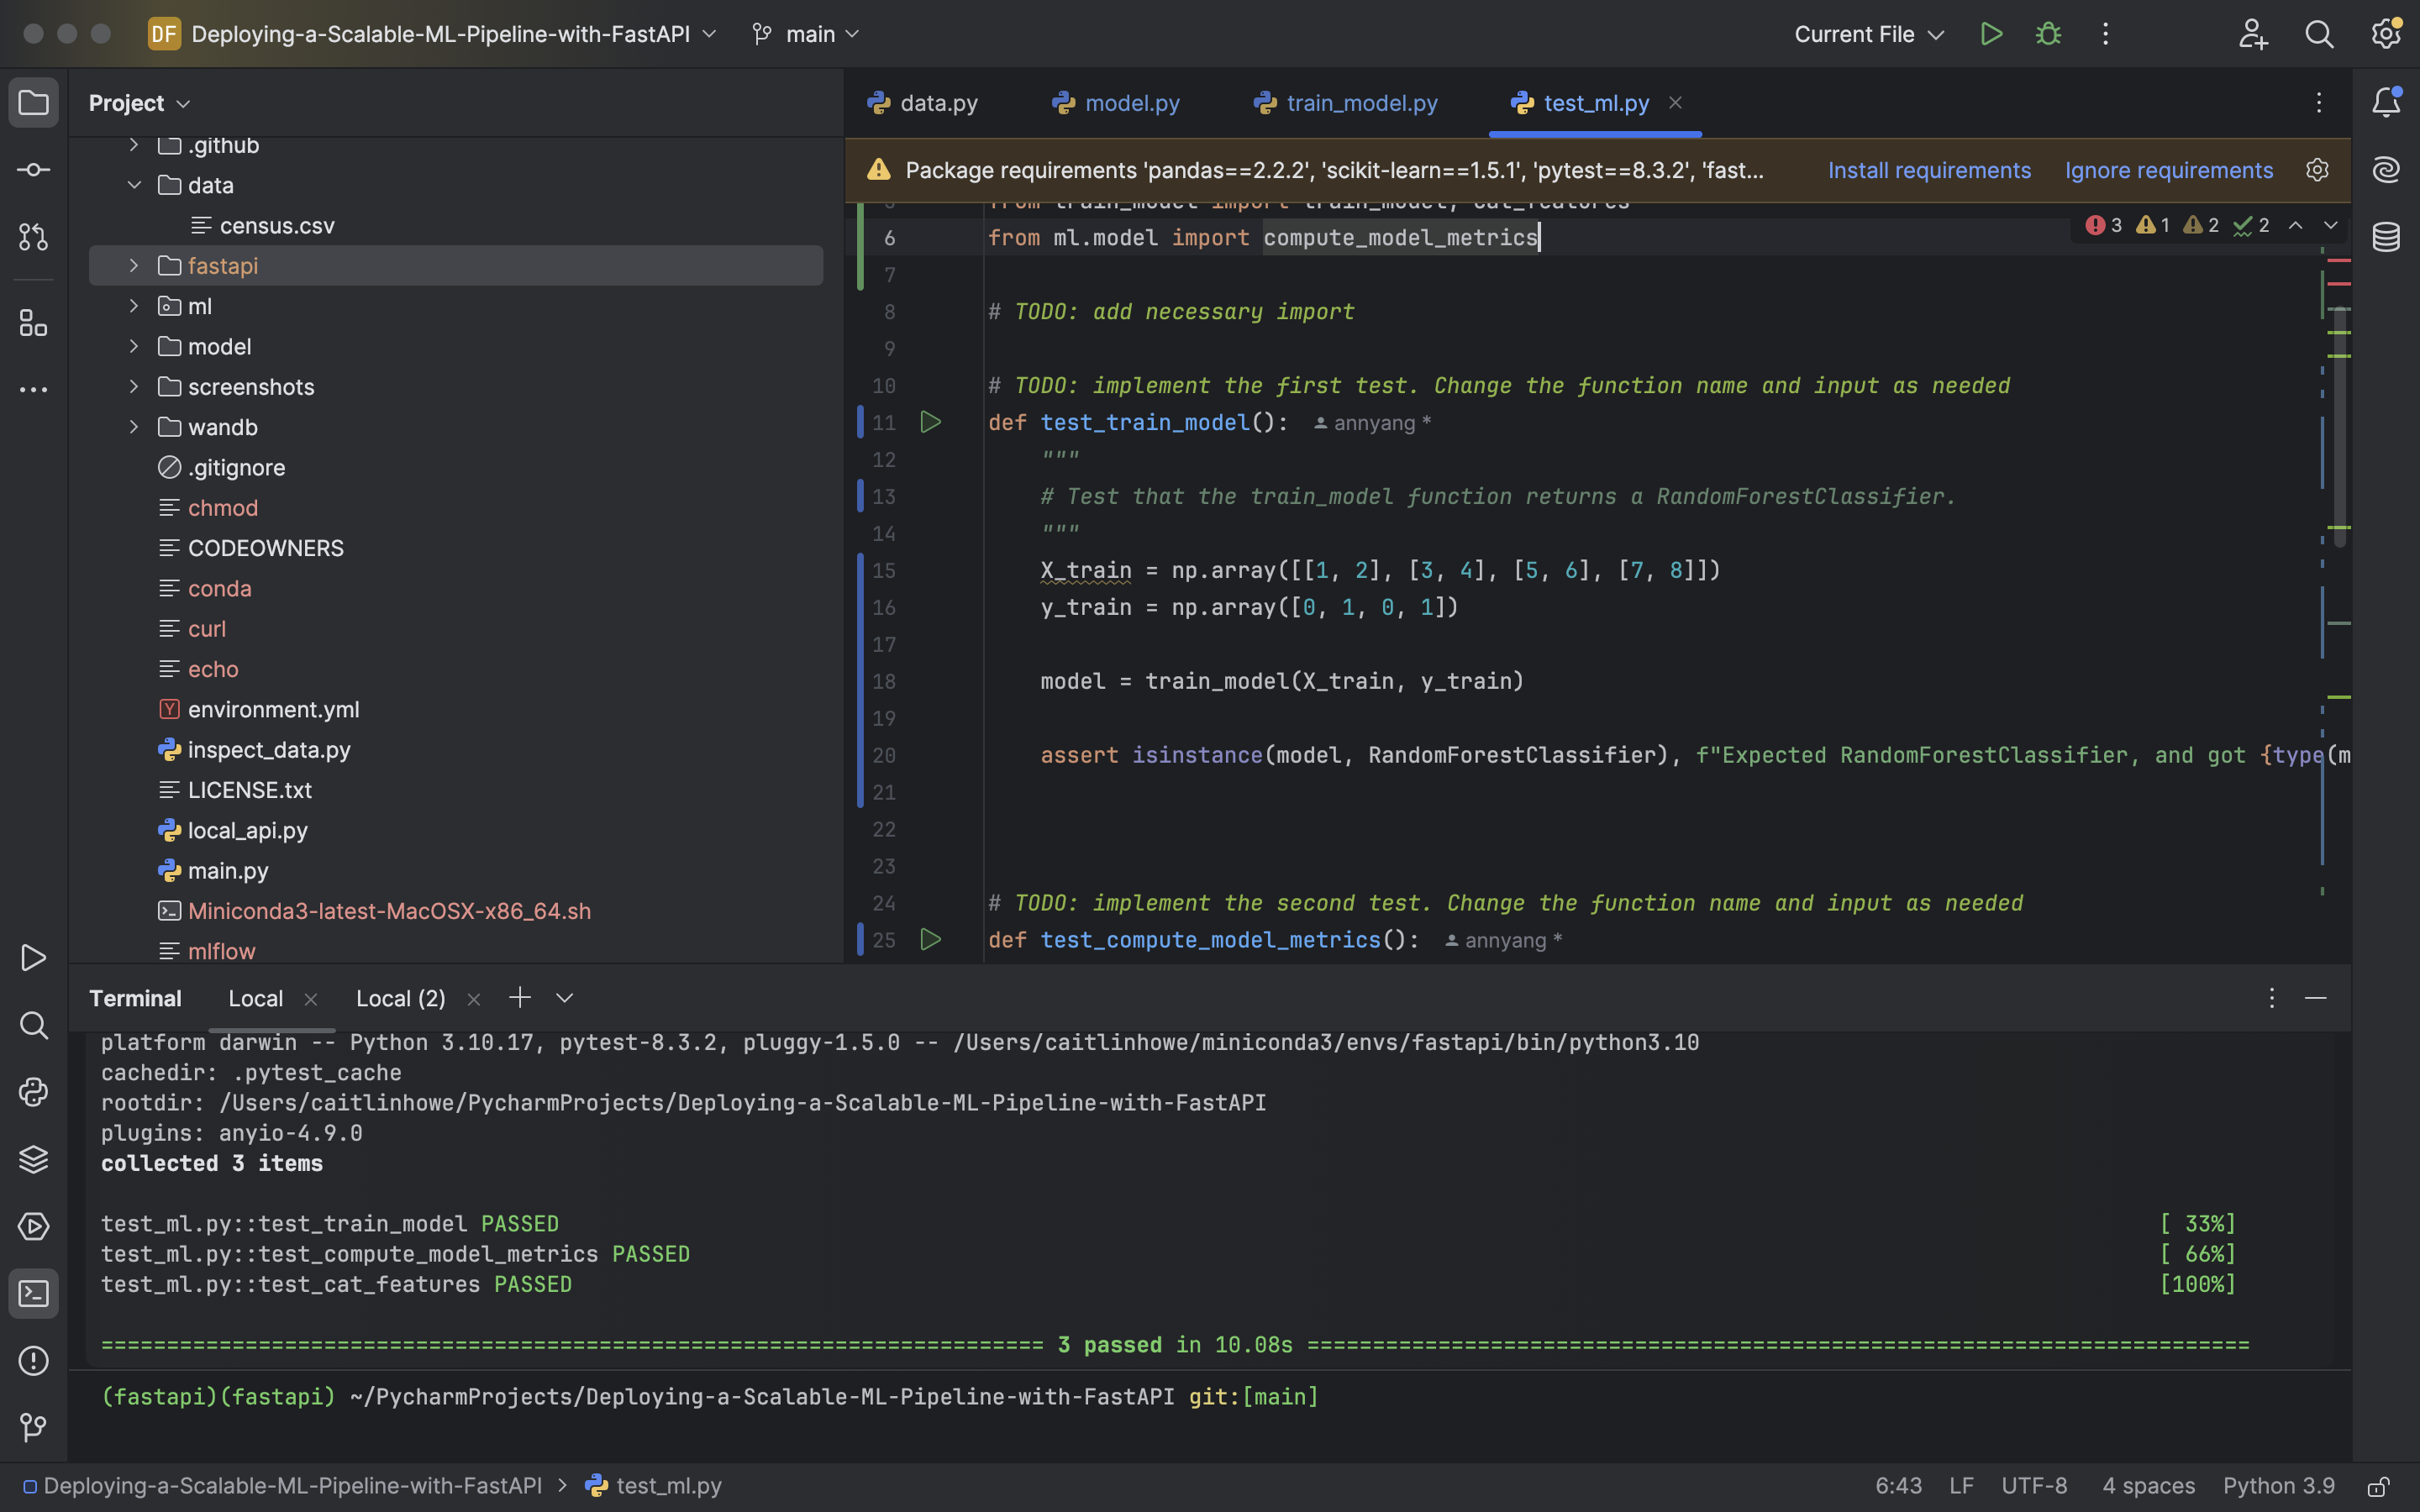 DF Deploying-a-Scalable-ML-Pipeline-with-FastAPI main Current File
Project
.github
data
census.csv
fastapi
ml
model
screenshots
wandb
.gitignore
chmod
CODEOWNERS
conda
curl
echo
environment.yml
inspect_data.py
LICENSE.txt
local_api.py
main.py
Miniconda3-latest-MacOSX-x86_64.sh
mlflow
data.py model.py train_model.py test_ml.py
Package requirements 'pandas==2.2.2', 'scikit-learn==1.5.1', 'pytest==8.3.2', 'fast... Install requirements Ignore requirements
5 from train_model import train_model, cat_features
6 from ml.model import compute_model_metrics 3 1 2 2
7
8 # TODO: add necessary import
9
10 # TODO: implement the first test. Change the function name and input as needed
11 def test_train_model(): annyang *
12 """
13 # Test that the train_model function returns a RandomForestClassifier.
14 """
15 X_train = np.array([[1, 2], [3, 4], [5, 6], [7, 8]])
16 y_train = np.array([0, 1, 0, 1])
17
18 model = train_model(X_train, y_train)
19
20 assert isinstance(model, RandomForestClassifier), f"Expected RandomForestClassifier, and got {type(m
21
22
23
24 # TODO: implement the second test. Change the function name and input as needed
25 def test_compute_model_metrics(): annyang *
Terminal Local Local (2)
platform darwin -- Python 3.10.17, pytest-8.3.2, pluggy-1.5.0 -- /Users/caitlinhowe/miniconda3/envs/fastapi/bin/python3.10
cachedir: .pytest_cache
rootdir: /Users/caitlinhowe/PycharmProjects/Deploying-a-Scalable-ML-Pipeline-with-FastAPI
plugins: anyio-4.9.0
collected 3 items
test_ml.py::test_train_model PASSED [ 33%]
test_ml.py::test_compute_model_metrics PASSED [ 66%]
test_ml.py::test_cat_features PASSED [100%]
======================================================================== 3 passed in 10.08s ========================================================================
(fastapi)(fastapi) ~/PycharmProjects/Deploying-a-Scalable-ML-Pipeline-with-FastAPI git:[main]
Deploying-a-Scalable-ML-Pipeline-with-FastAPI > test_ml.py 6:43 LF UTF-8 4 spaces Python 3.9